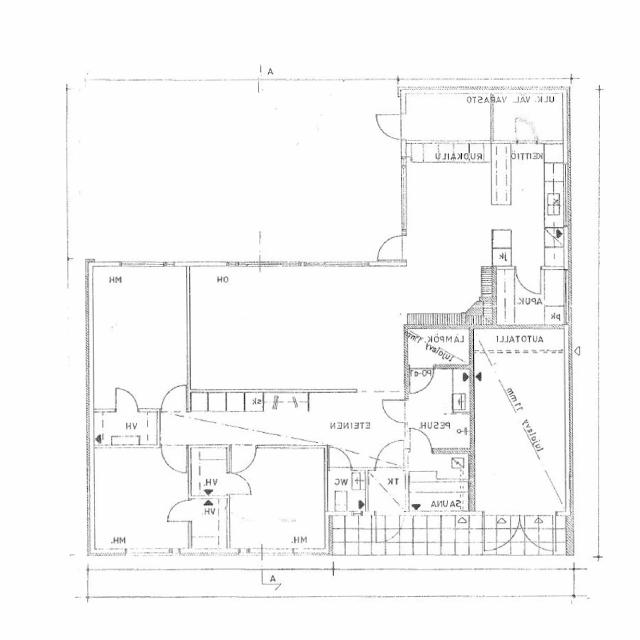 A
ULK. VAL. VARASTO
KEITTIÖ
RUOKAILU
jk
MH
OH
APUK.
pk
LÄMPÖK.
AUTOTALLI
sk
VH
ETEINEN
PESUH.
VH.
WC
TK
VH.
SAUNA
MH.
MH.
A